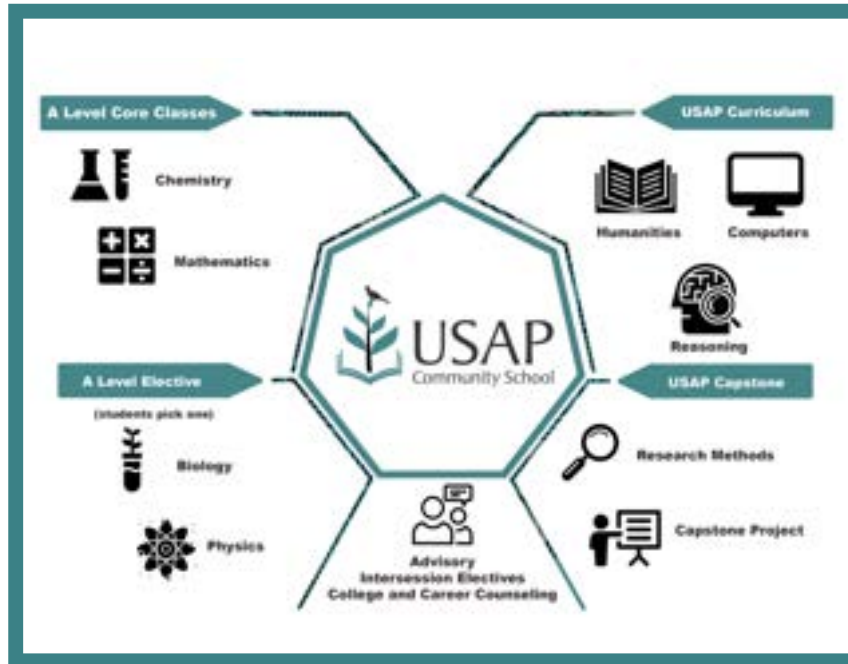 A Level Core Classes
Chemistry
Mathematics
USAP Curriculum
Humanities
Computers
Reasoning
USAP
Community School
A Level Elective
(students pick one)
Biology
Physics
USAP Capstone
Research Methods
Capstone Project
Advisory
Intersession Electives
College and Career Counseling